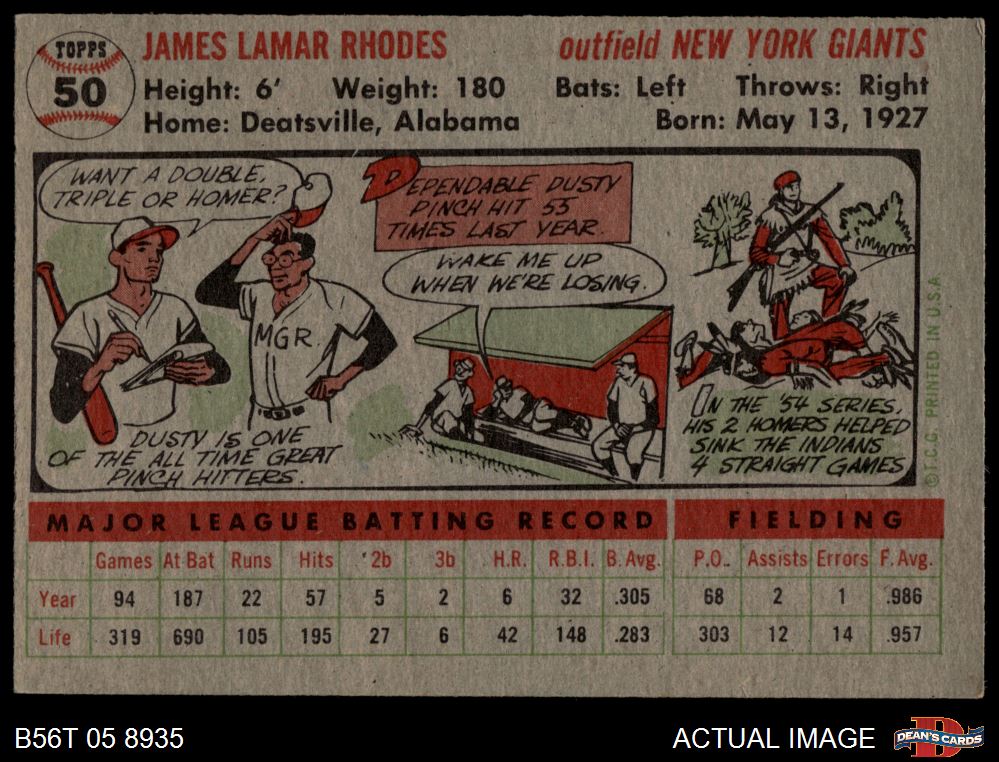 TOPPS
50
JAMES LAMAR RHODES
outfield NEW YORK GIANTS
Height: 6' Weight: 180 Bats: Left Throws: Right
Home: Deatsville, Alabama Born: May 13, 1927
WANT A DOUBLE,
TRIPLE OR HOMER?
MGR.
DUSTY IS ONE
OF THE ALL TIME GREAT
PINCH HITTERS.
DEPENDABLE DUSTY
PINCH HIT 55
TIMES LAST YEAR.
WAKE ME UP
WHEN WE'RE LOSING.
IN THE '54 SERIES,
HIS 2 HOMERS HELPED
SINK THE INDIANS
4 STRAIGHT GAMES
© T.C.G. PRINTED IN U.S.A
MAJOR LEAGUE BATTING RECORD FIELDING
Games At Bat Runs Hits 2b 3b H.R. R.B.I. B. Avg. P.O. Assists Errors F. Avg.
Year 94 187 22 57 5 2 6 32 .305 68 2 1 .986
Life 319 690 105 195 27 6 42 148 .283 303 12 14 .957
B56T 05 8935
ACTUAL IMAGE
DEAN'S CARDS